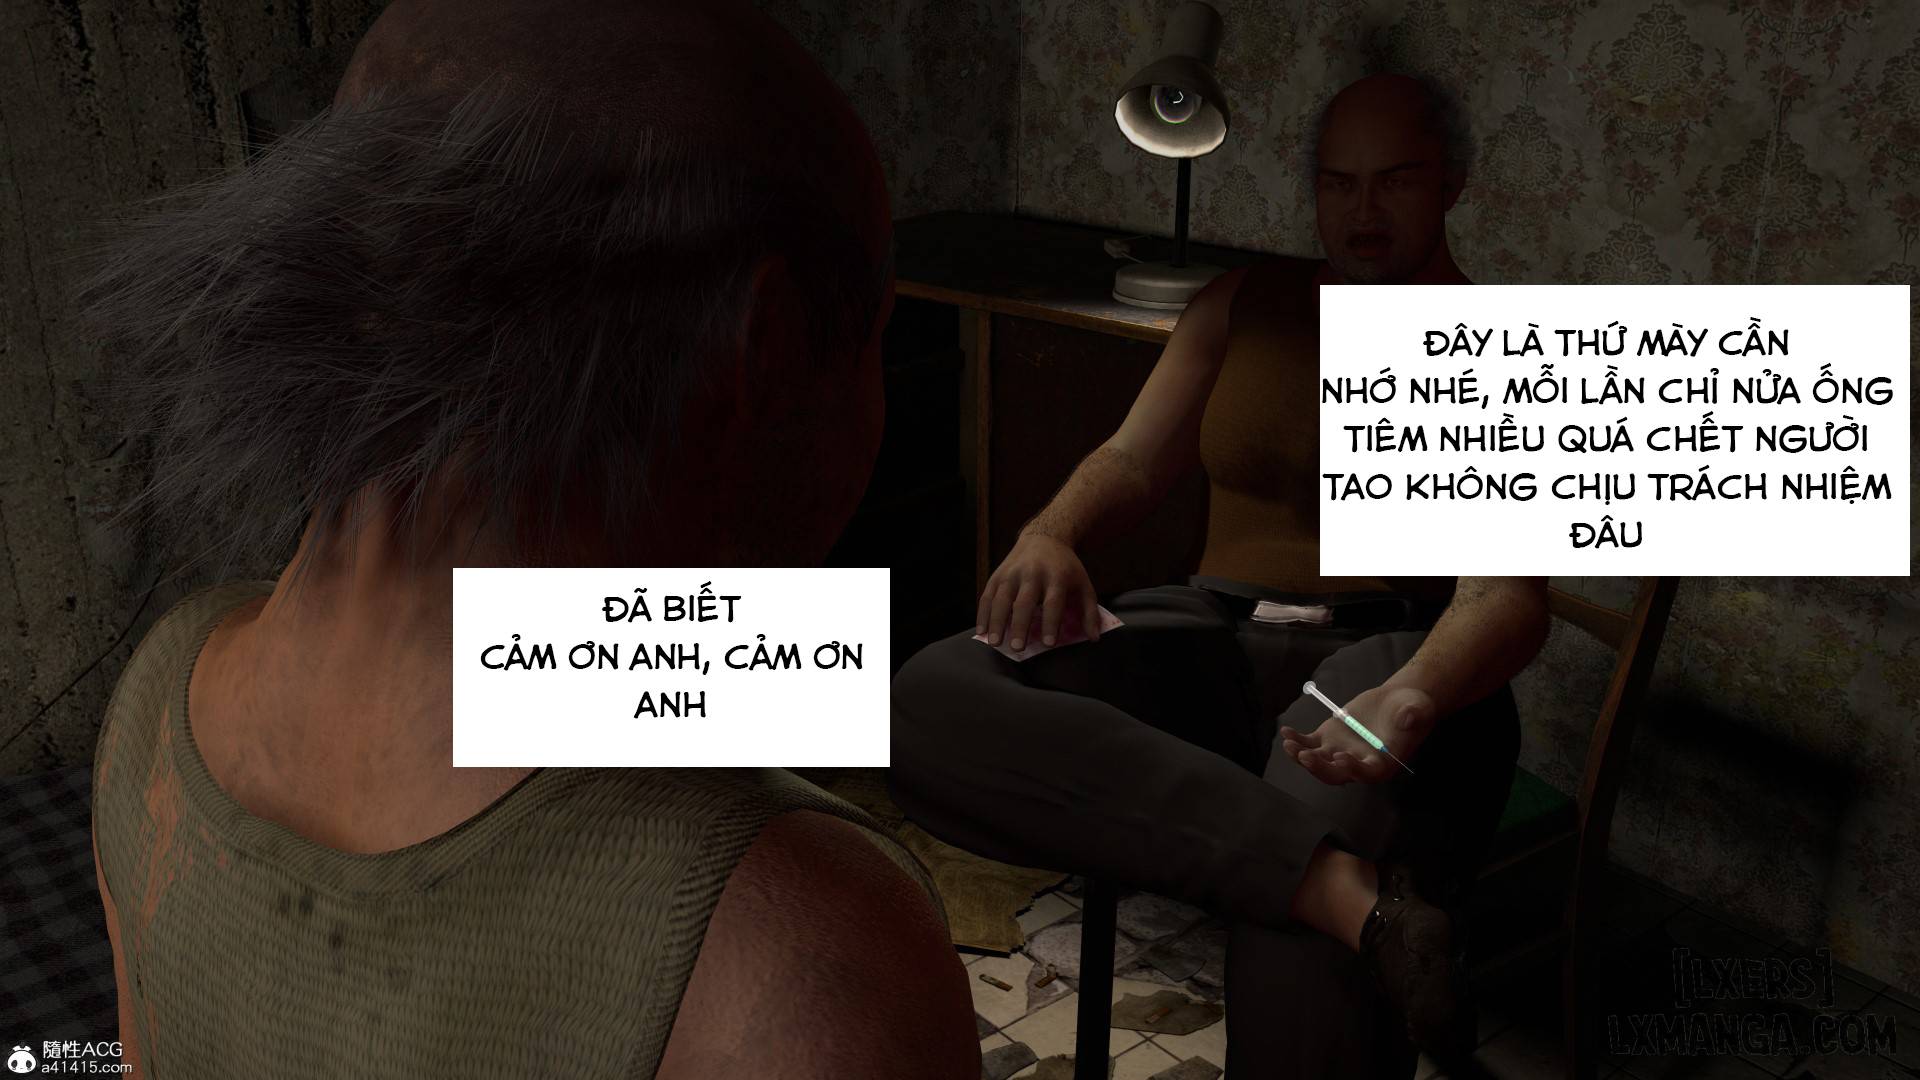 ĐÂY LÀ THỨ MÀY CẦN
NHỚ NHÉ, MỖI LẦN CHỈ NỬA ỐNG
TIÊM NHIỀU QUÁ CHẾT NGƯỜI
TAO KHÔNG CHỊU TRÁCH NHIỆM
ĐÂU
ĐÃ BIẾT
CẢM ƠN ANH, CẢM ƠN
ANH
[LXERS]
LXMANGA.COM
隨性ACG
a41415.com